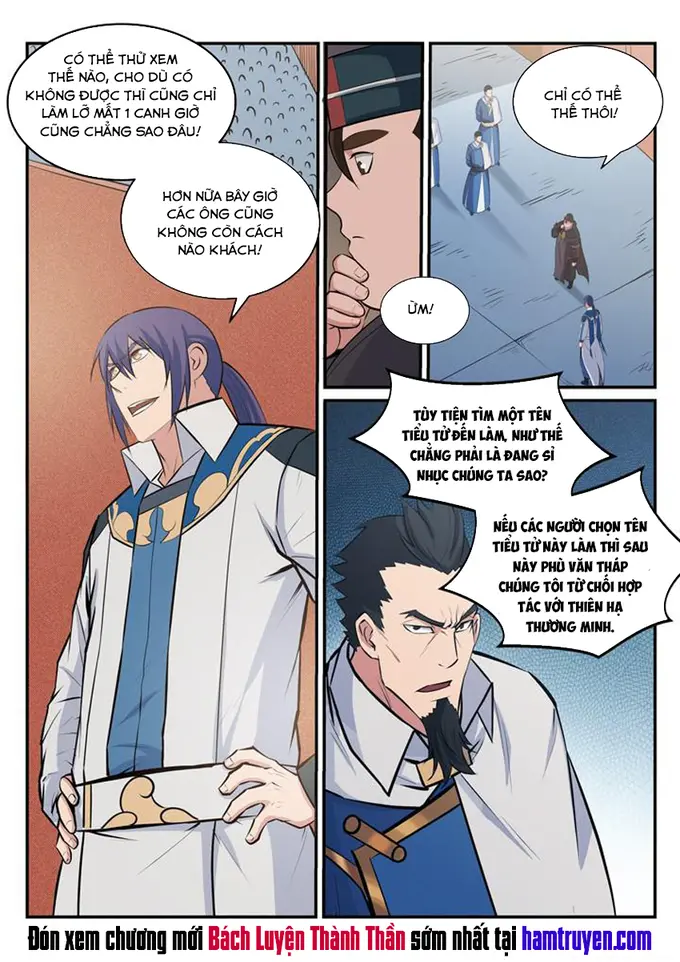 CÓ THỂ THỬ XEM
THẾ NÀO, CHO DÙ CÓ
KHÔNG ĐƯỢC THÌ CŨNG CHỈ
LÀM LỠ MẤT 1 CANH GIỜ
CŨNG CHẲNG SAO ĐÂU!
HƠN NỮA BÂY GIỜ
CÁC ÔNG CŨNG
KHÔNG CÒN CÁCH
NÀO KHÁCH!
CHỈ CÓ THỂ
THẾ THÔI!
ỪM!
TÙY TIỆN TÌM MỘT TÊN
TIỂU TỬ ĐẾN LÀM, NHƯ THẾ
CHẲNG PHẢI LÀ ĐANG SỈ
NHỤC CHÚNG TA SAO?
NẾU CÁC NGƯỜI CHỌN TÊN
TIỂU TỬ NÀY LÀM THÌ SAU
NÀY PHÙ VĂN THÁP
CHÚNG TÔI TỪ CHỐI HỢP
TÁC VỚI THIÊN HẠ
THƯƠNG MINH.
Đón xem chương mới Bách Luyện Thành Thần sớm nhất tại hamtruyen.com